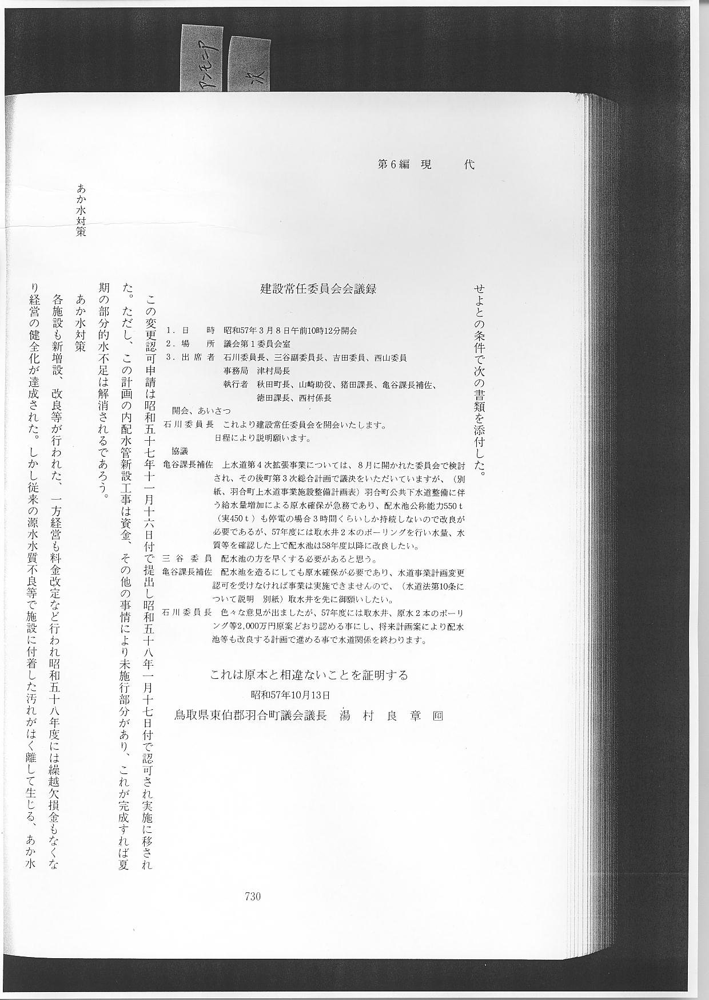 アンモニア
次
第6編 現 代
せよとの条件で次の書類を添付した。
建設常任委員会会議録
1. 日 時 昭和57年3月8日午前10時12分開会
2. 場 所 議会第1委員会室
3. 出席者 石川委員長、三谷副委員長、吉田委員、西山委員
事務局 津村局長
執行者 秋田町長、山崎助役、猪田課長、亀谷課長補佐、
徳田課長、西村係長
開会、あいさつ
石川委員長 これより建設常任委員会を開会いたします。
日程により説明願います。
協議
亀谷課長補佐 上水道第4次拡張事業については、8月に開かれた委員会で検討
され、その後町第3次総合計画で議決をいただいていますが、（別
紙、羽合町上水道事業施設整備計画表）羽合町公共下水道整備に伴
う給水量増加による原水確保が急務であり、配水池公称能力550t
（実450t）も停電の場合3時間くらいしか持続しないので改良が
必要であるが、57年度には取水井2本のボーリングを行い水量、水
質等を確認した上で配水池は58年度以降に改良したい。
三谷委員 配水池の方を早くする必要があると思う。
亀谷課長補佐 配水池を造るにしても原水確保が必要であり、水道事業計画変更
認可を受けなければ事業は実施できませんので、（水道法第10条に
ついて説明 別紙）取水井を先に御願いしたい。
石川委員長 色々な意見が出ましたが、57年度には取水井、原水2本のボーリ
ング等2,000万円原案どおり認める事にし、将来計画案により配水
池等も改良する計画で進める事で水道関係を終わります。
これは原本と相違ないことを証明する
昭和57年10月13日
鳥取県東伯郡羽合町議会議長 湯村良章 ㊞
この変更認可申請は昭和五十七年十一月十六日付で提出し昭和五十八年一月十七日付で認可され実施に移され
た。ただし、この計画の内配水管新設工事は資金、その他の事情により未施行部分があり、これが完成すれば夏
期の部分的水不足は解消されるであろう。
あか水対策
あか水対策
各施設も新増設、改良等が行われた、一方経営も料金改定など行われ昭和五十八年度には繰越欠損金もなくな
り経営の健全化が達成された。しかし従来の源水水質不良等で施設に付着した汚れがはく離して生じる、あか水
730